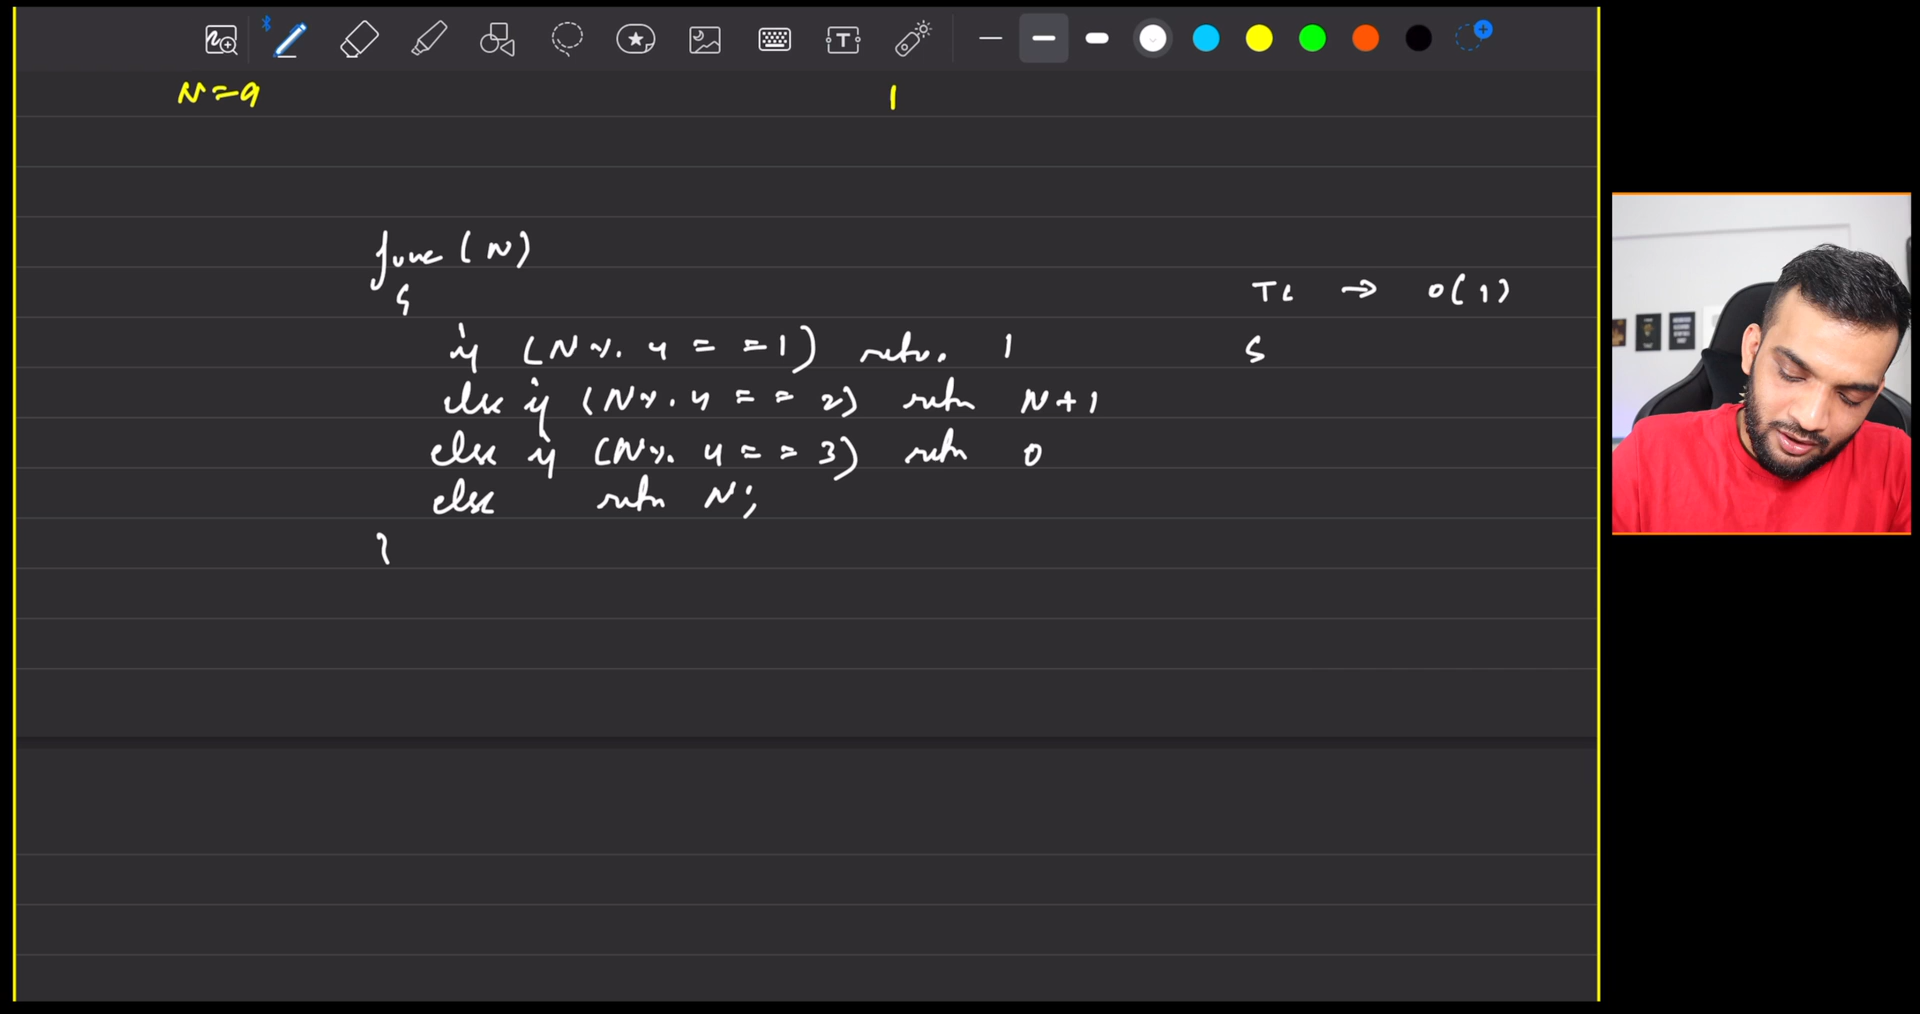 N=9
1
func (N)
{
if (N % 4 == 1) return 1
else if (N % 4 == 2) return N+1
else if (N % 4 == 3) return 0
else return N;
}
TC → O(1)
S